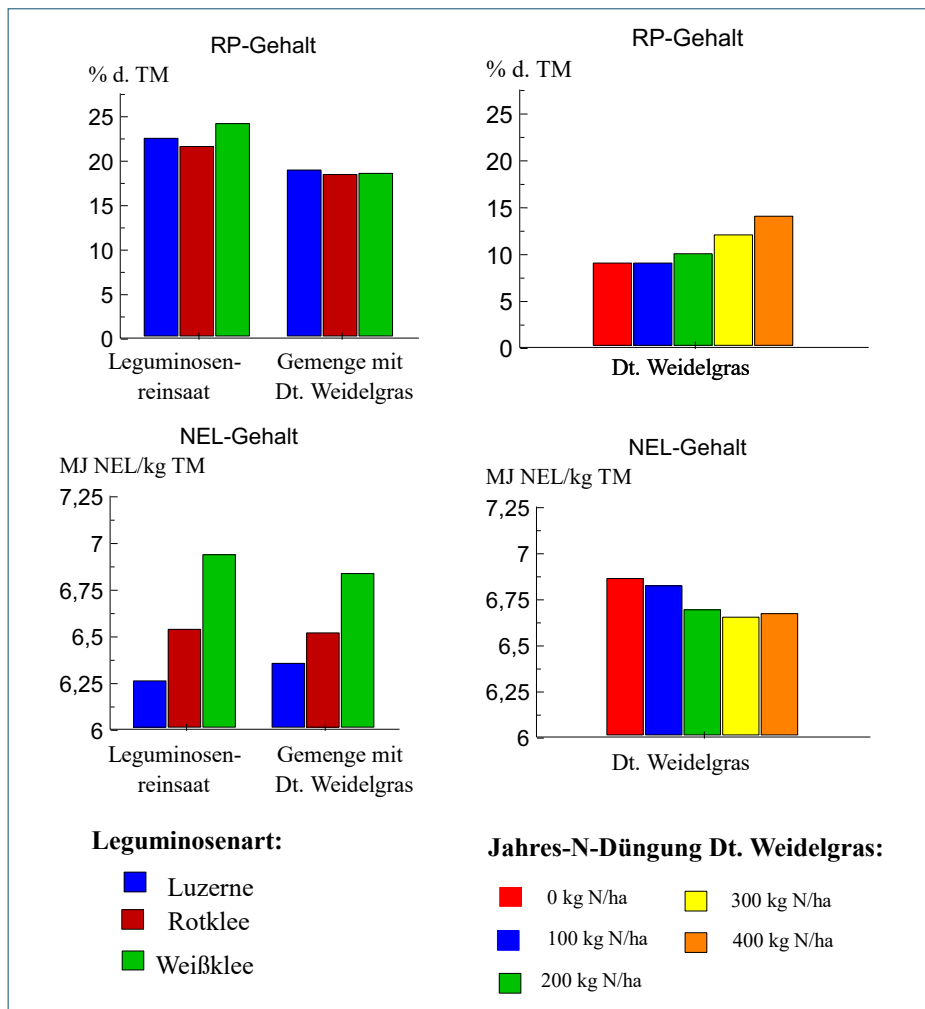 RP-Gehalt
% d. TM
25
20
15
10
5
0
Leguminosen-
reinsaat
Gemenge mit
Dt. Weidelgras
RP-Gehalt
% d. TM
25
20
15
10
5
0
Dt. Weidelgras
NEL-Gehalt
MJ NEL/kg TM
7,25
7
6,75
6,5
6,25
6
Leguminosen-
reinsaat
Gemenge mit
Dt. Weidelgras
NEL-Gehalt
MJ NEL/kg TM
7,25
7
6,75
6,5
6,25
6
Dt. Weidelgras
Leguminosenart:
Luzerne
Rotklee
Weißklee
Jahres-N-Düngung Dt. Weidelgras:
0 kg N/ha
100 kg N/ha
200 kg N/ha
300 kg N/ha
400 kg N/ha